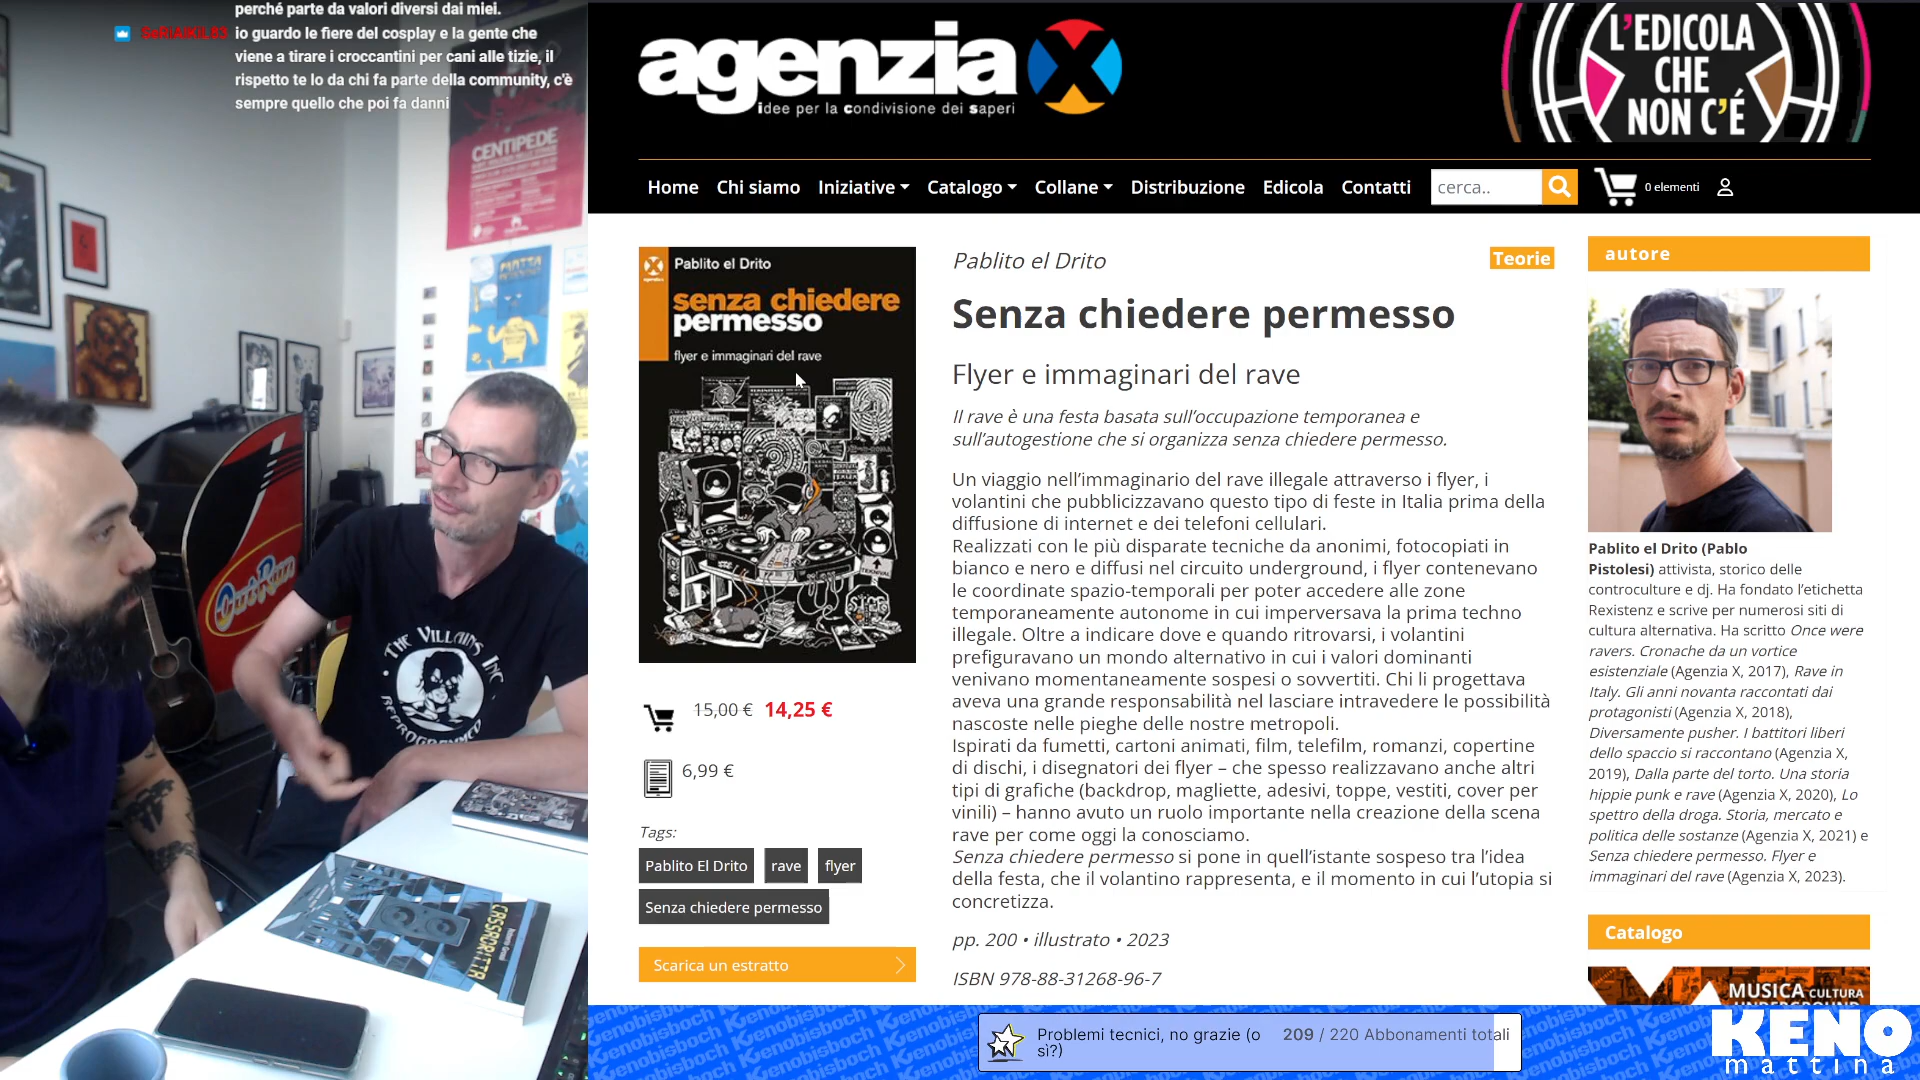 perché parte da valori diversi dai miei.
SeRiAlKiL83 io guardo le fiere del cosplay e la gente che
viene a tirare i croccantini per cani alle tizie, il
rispetto te lo da chi fa parte della community, c'è
sempre quello che poi fa danni
CENTIPEDE
OutRun
THE VILLAINS INC
REPROGRAMMED
CASSADRITTA
agenzia
idee per la condivisione dei saperi
L'EDICOLA
CHE
NON C'É
Home Chi siamo Iniziative Catalogo Collane Distribuzione Edicola Contatti cerca.. 0 elementi
Pablito el Drito
senza chiedere
permesso
flyer e immaginari del rave
15,00 € 14,25 €
6,99 €
Tags:
Pablito El Drito rave flyer
Senza chiedere permesso
Scarica un estratto
Pablito el Drito Teorie
Senza chiedere permesso
Flyer e immaginari del rave
Il rave è una festa basata sull'occupazione temporanea e
sull'autogestione che si organizza senza chiedere permesso.
Un viaggio nell'immaginario del rave illegale attraverso i flyer, i
volantini che pubblicizzavano questo tipo di feste in Italia prima della
diffusione di internet e dei telefoni cellulari.
Realizzati con le più disparate tecniche da anonimi, fotocopiati in
bianco e nero e diffusi nel circuito underground, i flyer contenevano
le coordinate spazio-temporali per poter accedere alle zone
temporaneamente autonome in cui imperversava la prima techno
illegale. Oltre a indicare dove e quando ritrovarsi, i volantini
prefiguravano un mondo alternativo in cui i valori dominanti
venivano momentaneamente sospesi o sovvertiti. Chi li progettava
aveva una grande responsabilità nel lasciare intravedere le possibilità
nascoste nelle pieghe delle nostre metropoli.
Ispirati da fumetti, cartoni animati, film, telefilm, romanzi, copertine
di dischi, i disegnatori dei flyer – che spesso realizzavano anche altri
tipi di grafiche (backdrop, magliette, adesivi, toppe, vestiti, cover per
vinili) – hanno avuto un ruolo importante nella creazione della scena
rave per come oggi la conosciamo.
Senza chiedere permesso si pone in quell'istante sospeso tra l'idea
della festa, che il volantino rappresenta, e il momento in cui l'utopia si
concretizza.
pp. 200 • illustrato • 2023
ISBN 978-88-31268-96-7
autore
Pablito el Drito (Pablo
Pistolesi) attivista, storico delle
controculture e dj. Ha fondato l'etichetta
Rexistenz e scrive per numerosi siti di
cultura alternativa. Ha scritto Once were
ravers. Cronache da un vortice
esistenziale (Agenzia X, 2017), Rave in
Italy. Gli anni novanta raccontati dai
protagonisti (Agenzia X, 2018),
Diversamente pusher. I battitori liberi
dello spaccio si raccontano (Agenzia X,
2019), Dalla parte del torto. Una storia
hippie punk e rave (Agenzia X, 2020), Lo
spettro della droga. Storia, mercato e
politica delle sostanze (Agenzia X, 2021) e
Senza chiedere permesso. Flyer e
immaginari del rave (Agenzia X, 2023).
Catalogo
MUSICA CULTURA
UNDERGROUND
Problemi tecnici, no grazie (o
sì?)
209 / 220 Abbonamenti totali
Kenobisboch
KENO
mattina